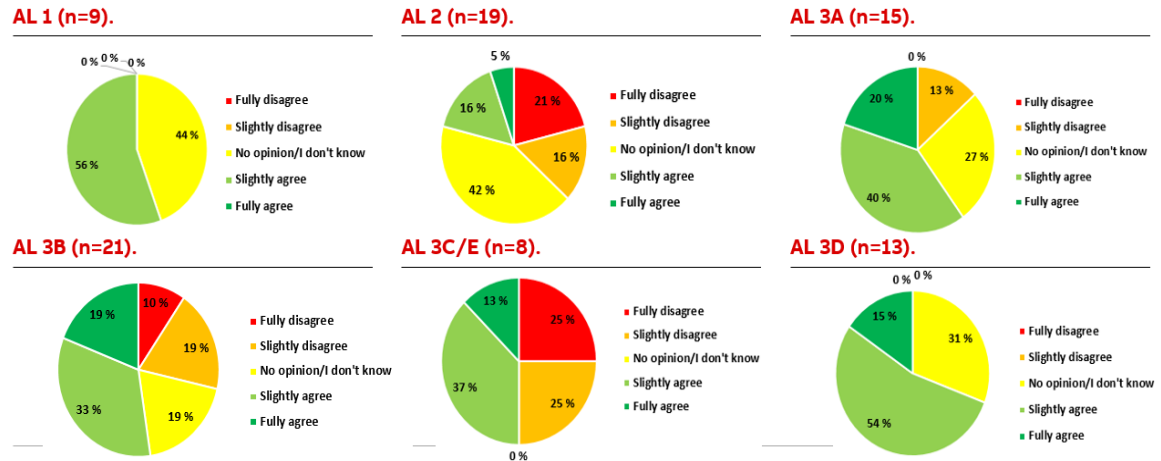 AL 1 (n=9).
0 %
0 %
0 %
44 %
56 %
Fully disagree
Slightly disagree
No opinion/I don't know
Slightly agree
Fully agree
AL 2 (n=19).
5 %
21 %
16 %
16 %
42 %
Fully disagree
Slightly disagree
No opinion/I don't know
Slightly agree
Fully agree
AL 3A (n=15).
0 %
13 %
20 %
27 %
40 %
Fully disagree
Slightly disagree
No opinion/I don't know
Slightly agree
Fully agree
AL 3B (n=21).
10 %
19 %
19 %
33 %
19 %
Fully disagree
Slightly disagree
No opinion/I don't know
Slightly agree
Fully agree
AL 3C/E (n=8).
13 %
25 %
37 %
25 %
0 %
Fully disagree
Slightly disagree
No opinion/I don't know
Slightly agree
Fully agree
AL 3D (n=13).
0 %
0 %
15 %
31 %
54 %
Fully disagree
Slightly disagree
No opinion/I don't know
Slightly agree
Fully agree